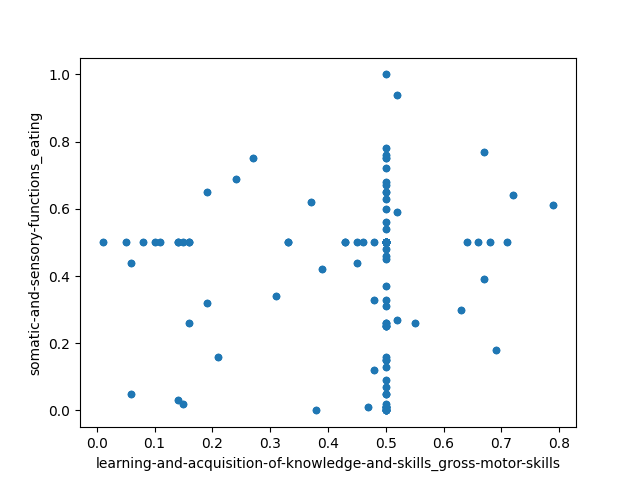 1.0
0.8
0.6
0.4
0.2
0.0
somatic-and-sensory-functions_eating
0.0 0.1 0.2 0.3 0.4 0.5 0.6 0.7 0.8
learning-and-acquisition-of-knowledge-and-skills_gross-motor-skills